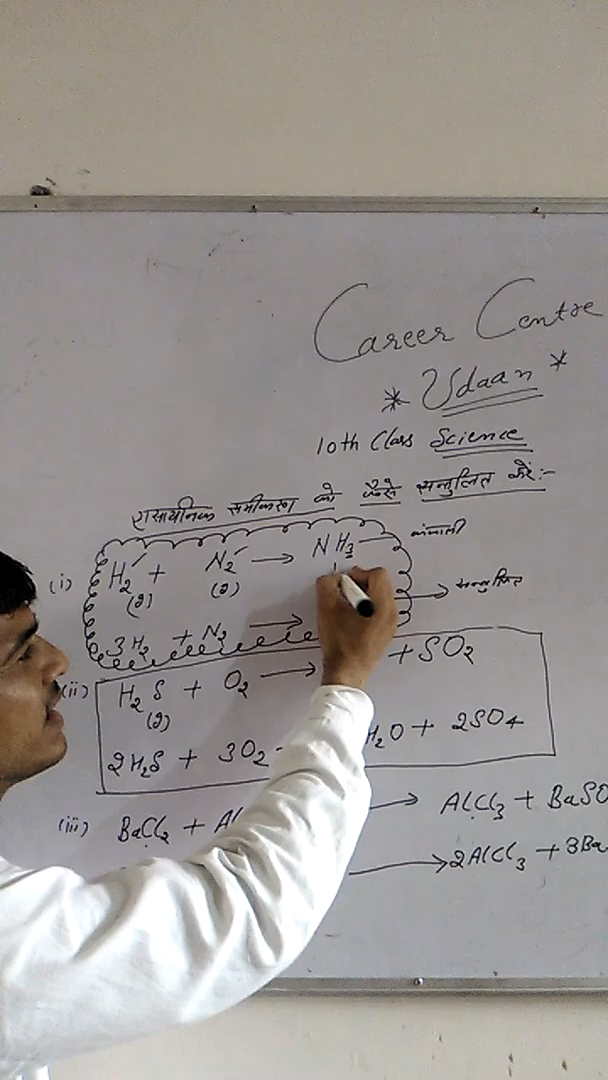 Career Centre
* Udaan *
10th Class Science
रासायनिक समीकरण को कैसे सन्तुलित करें:-
(i) H2 + N2 → NH3
(g) (g)
3H2 + N2 → सन्तुलित
(ii) H2S + O2 → + SO2
(g)
2H2S + 3O2 H2O + 2SO4
(iii) BaCl2 + Al → AlCl3 + BaSO
→ 2AlCl3 + 3Ba